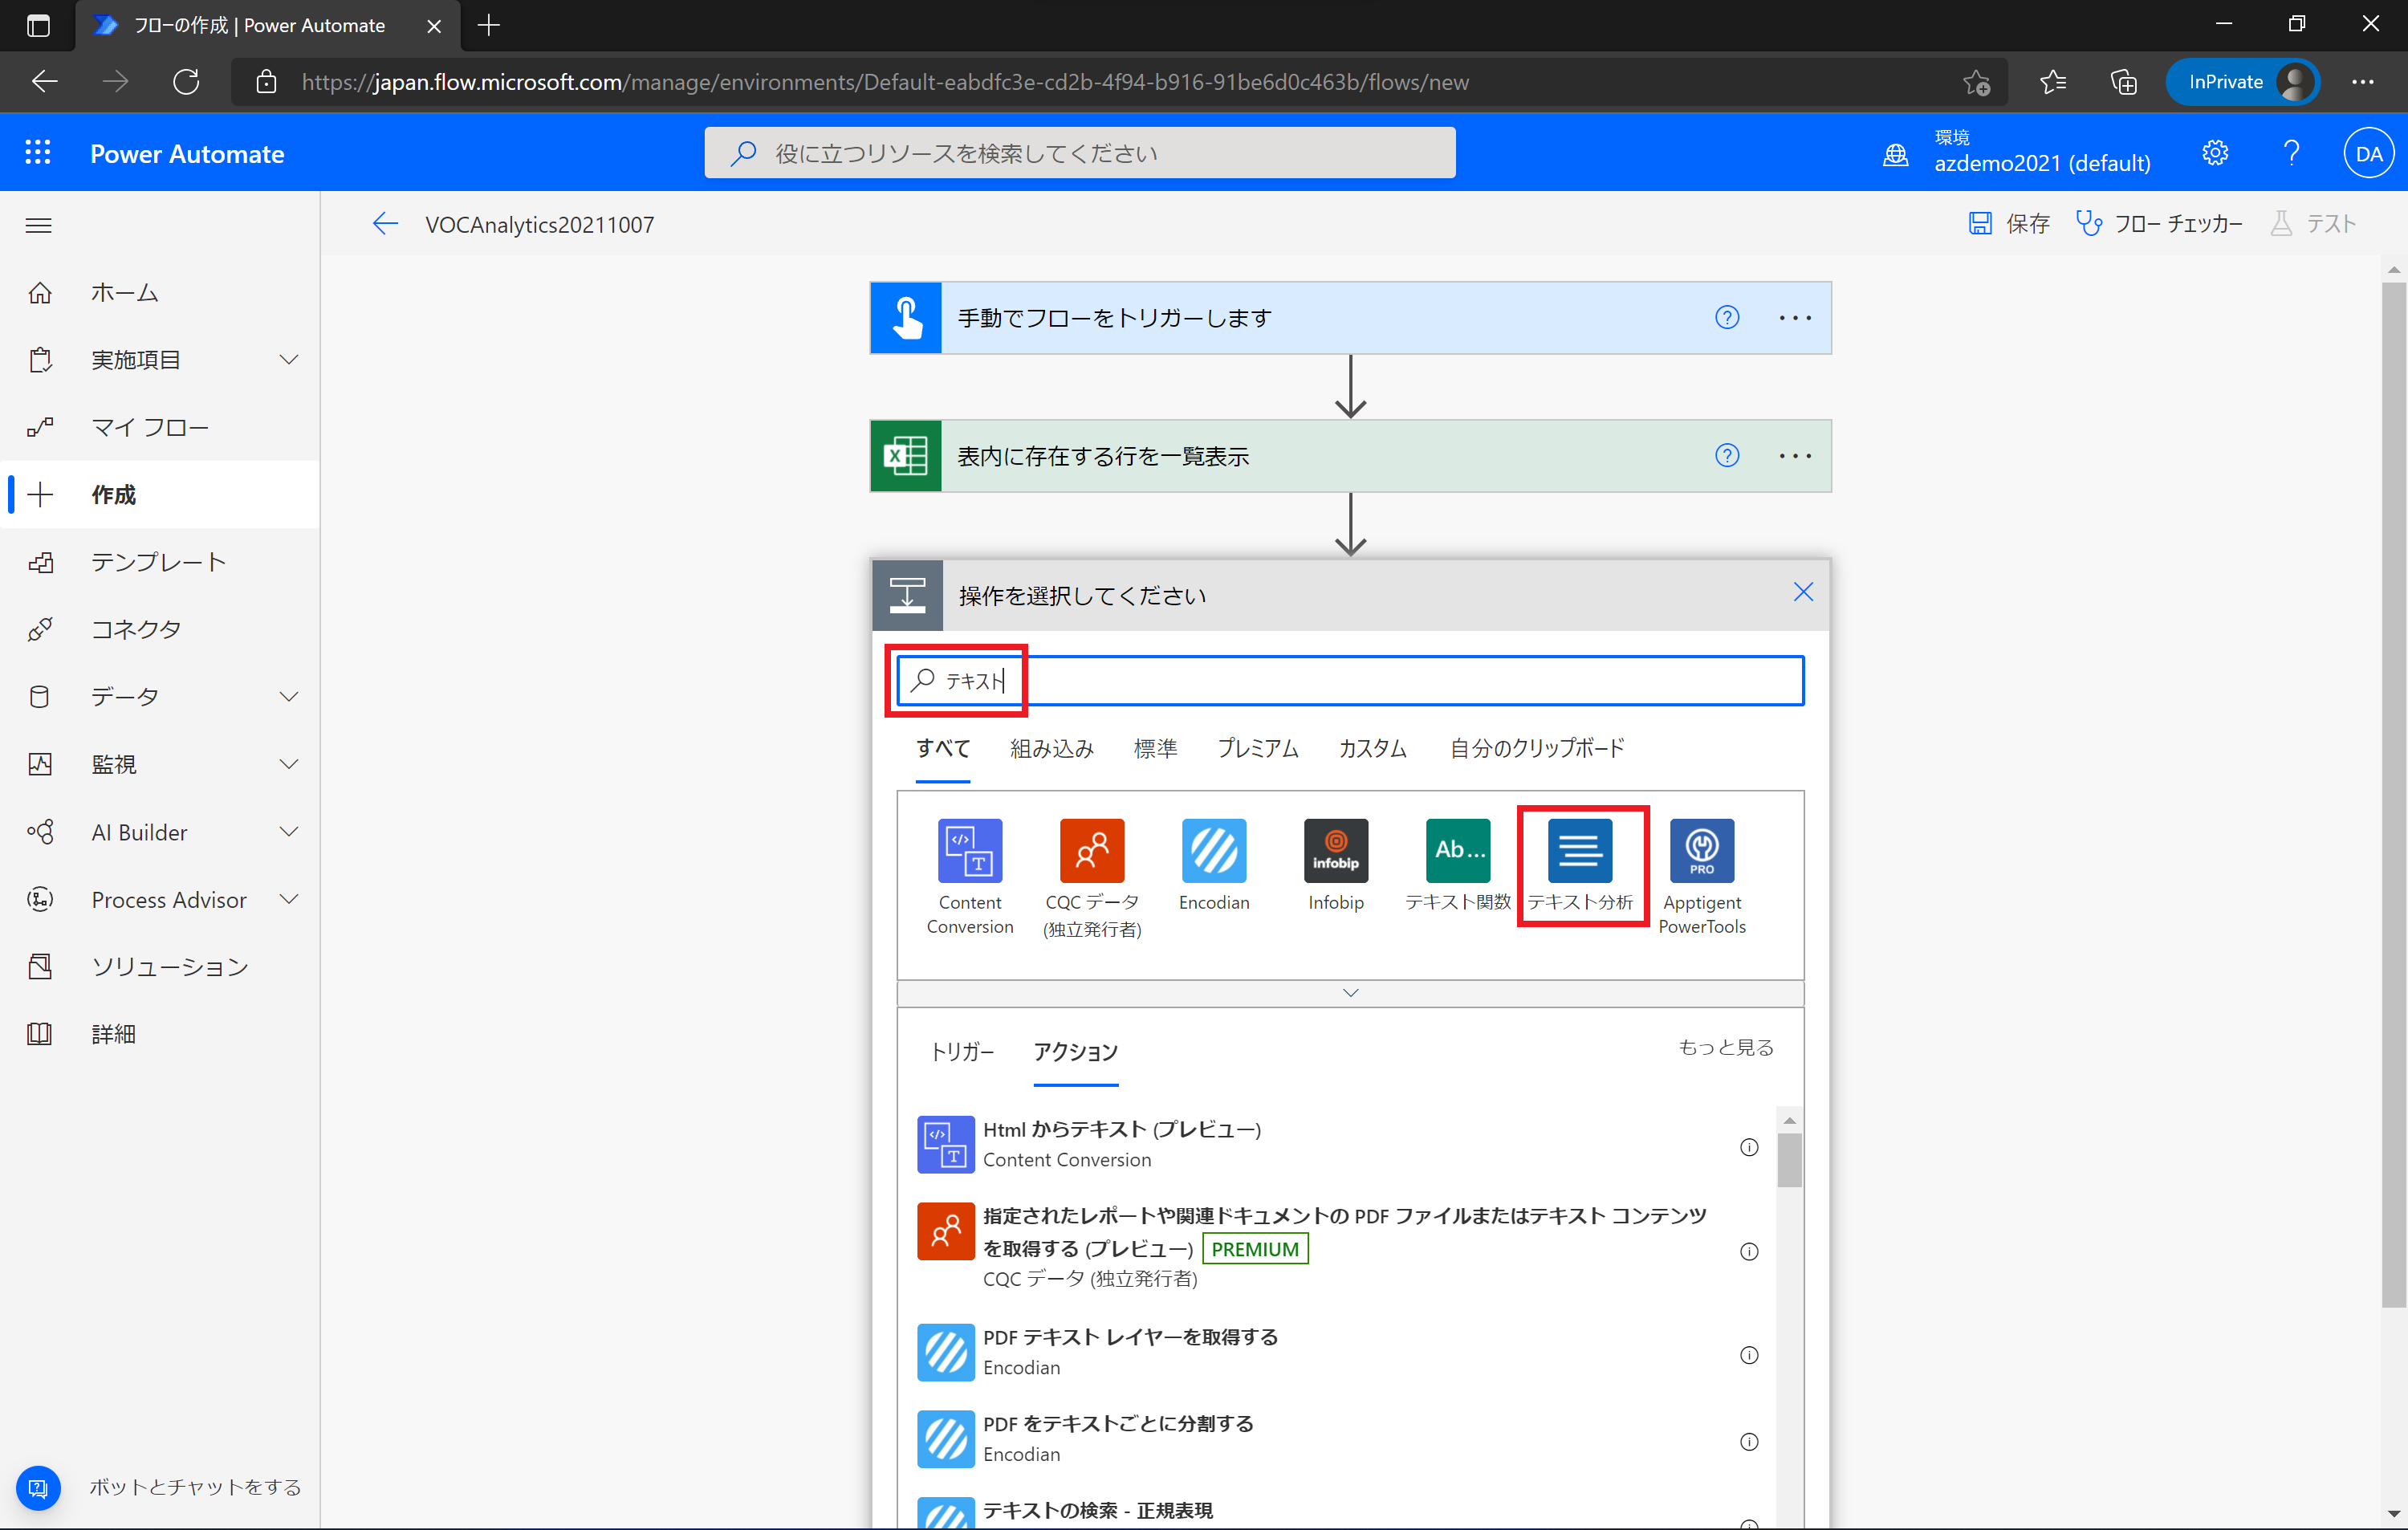 フローの作成 | Power Automate
https://japan.flow.microsoft.com/manage/environments/Default-eabdfc3e-cd2b-4f94-b916-91be6d0c463b/flows/new
InPrivate
Power Automate
役に立つリソースを検索してください
環境
azdemo2021 (default)
DA
VOCAnalytics20211007
保存
フロー チェッカー
テスト
ホーム
実施項目
マイ フロー
作成
テンプレート
コネクタ
データ
監視
AI Builder
Process Advisor
ソリューション
詳細
ボットとチャットをする
手動でフローをトリガーします
表内に存在する行を一覧表示
操作を選択してください
テキスト
すべて
組み込み
標準
プレミアム
カスタム
自分のクリップボード
infobip
Ab...
PRO
Content
Conversion
CQC データ
(独立発行者)
Encodian
Infobip
テキスト関数
テキスト分析
Apptigent
PowerTools
トリガー
アクション
もっと見る
Html からテキスト (プレビュー)
Content Conversion
指定されたレポートや関連ドキュメントの PDF ファイルまたはテキスト コンテンツ
を取得する (プレビュー) PREMIUM
CQC データ (独立発行者)
PDF テキスト レイヤーを取得する
Encodian
PDF をテキストごとに分割する
Encodian
テキストの検索 - 正規表現